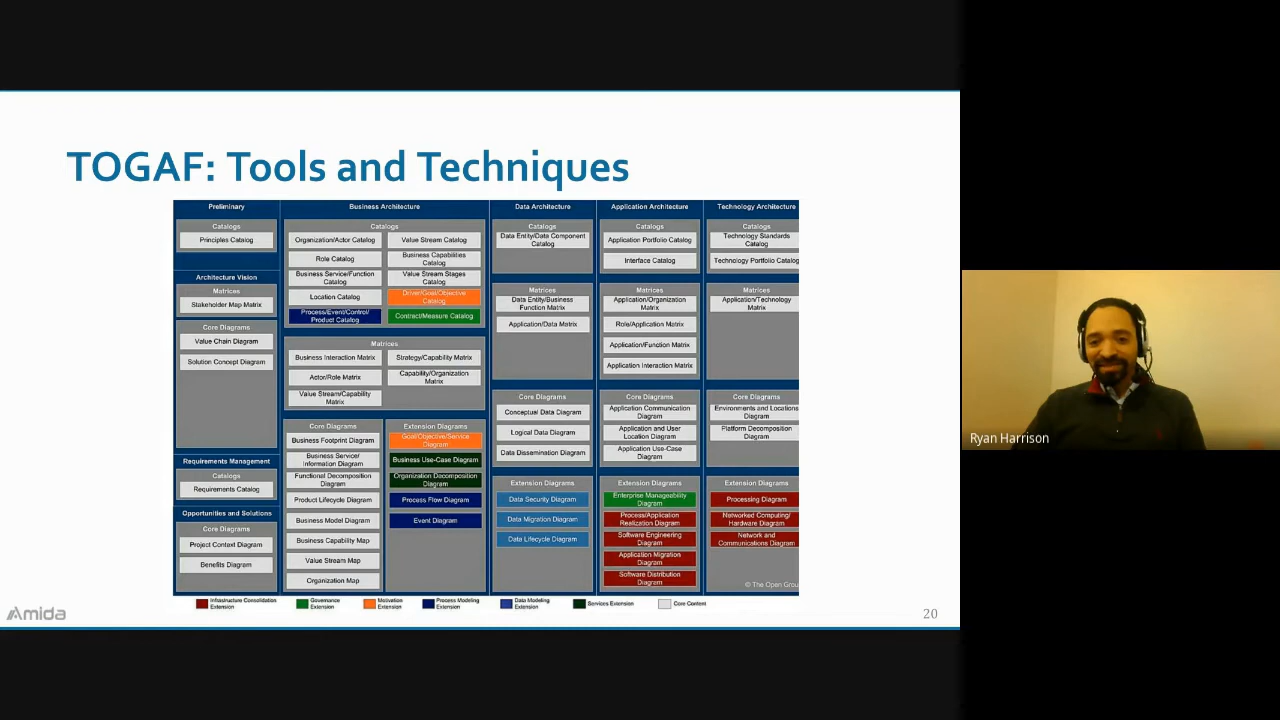 TOGAF: Tools and Techniques
Preliminary
Catalogs
Principles Catalog
Architecture Vision
Matrices
Stakeholder Map Matrix
Core Diagrams
Value Chain Diagram
Solution Concept Diagram
Requirements Management
Catalogs
Requirements Catalog
Opportunities and Solutions
Core Diagrams
Project Context Diagram
Benefits Diagram
Business Architecture
Catalogs
Organization/Actor Catalog
Role Catalog
Business Service/Function
Catalog
Location Catalog
Process/Event/Control/
Product Catalog
Value Stream Catalog
Business Capabilities
Catalog
Value Stream Stages
Catalog
Driver/Goal/Objective
Catalog
Contract/Measure Catalog
Matrices
Business Interaction Matrix
Actor/Role Matrix
Value Stream/Capability
Matrix
Strategy/Capability Matrix
Capability/Organization
Matrix
Core Diagrams
Business Footprint Diagram
Business Service/
Information Diagram
Functional Decomposition
Diagram
Product Lifecycle Diagram
Business Model Diagram
Business Capability Map
Value Stream Map
Organization Map
Extension Diagrams
Goal/Objective/Service
Diagram
Business Use-Case Diagram
Organization Decomposition
Diagram
Process Flow Diagram
Event Diagram
Data Architecture
Catalogs
Data Entity/Data Component
Catalog
Matrices
Data Entity/Business
Function Matrix
Application/Data Matrix
Core Diagrams
Conceptual Data Diagram
Logical Data Diagram
Data Dissemination Diagram
Extension Diagrams
Data Security Diagram
Data Migration Diagram
Data Lifecycle Diagram
Application Architecture
Catalogs
Application Portfolio Catalog
Interface Catalog
Matrices
Application/Organization
Matrix
Role/Application Matrix
Application/Function Matrix
Application Interaction Matrix
Core Diagrams
Application Communication
Diagram
Application and User
Location Diagram
Application Use-Case
Diagram
Extension Diagrams
Enterprise Manageability
Diagram
Process/Application
Realization Diagram
Software Engineering
Diagram
Application Migration
Diagram
Software Distribution
Diagram
Technology Architecture
Catalogs
Technology Standards
Catalog
Technology Portfolio Catalog
Matrices
Application/Technology
Matrix
Core Diagrams
Environments and Locations
Diagram
Platform Decomposition
Diagram
Extension Diagrams
Processing Diagram
Networked Computing/
Hardware Diagram
Network and
Communications Diagram
© The Open Grou
Infrastructure Consolidation
Extension
Governance
Extension
Motivation
Extension
Process Modeling
Extension
Data Modeling
Extension
Services Extension
Core Content
Amida
20
Ryan Harrison